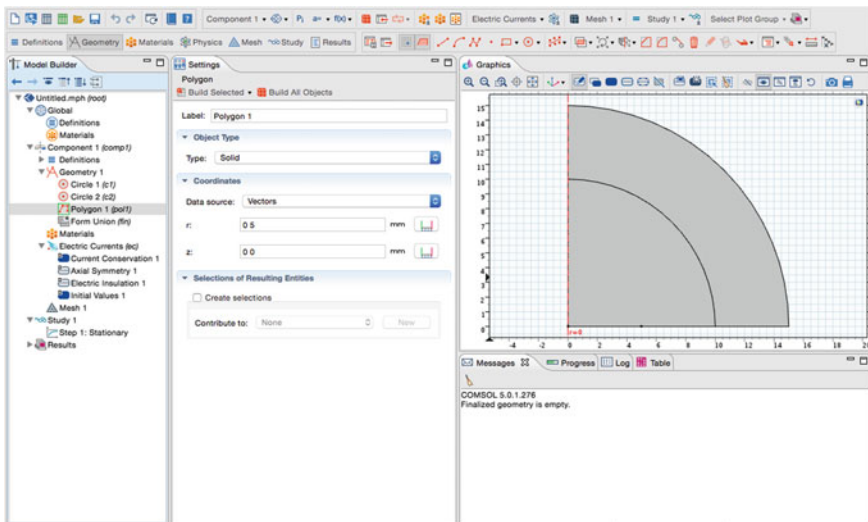 Component 1 Pi a= f(x) Electric Currents Mesh 1 Study 1 Select Plot Group
Definitions Geometry Materials Physics Mesh Study Results
Model Builder
Untitled.mph (root)
Global
Definitions
Materials
Component 1 (comp1)
Definitions
Geometry 1
Circle 1 (c1)
Circle 2 (c2)
Polygon 1 (pol1)
Form Union (fin)
Materials
Electric Currents (ec)
Current Conservation 1
Axial Symmetry 1
Electric Insulation 1
Initial Values 1
Mesh 1
Study 1
Step 1: Stationary
Results
Settings
Polygon
Build Selected Build All Objects
Label: Polygon 1
Object Type
Type: Solid
Coordinates
Data source: Vectors
r: 0 5 mm
z: 0 0 mm
Selections of Resulting Entities
Create selections
Contribute to: None New
Graphics
15
14
13
12
11
10
9
8
7
6
5
4
3
2
1
0
r=0
-4 -2 0 2 4 6 8 10 12 14 16 18 20
Messages Progress Log Table
COMSOL 5.0.1.276
Finalized geometry is empty.